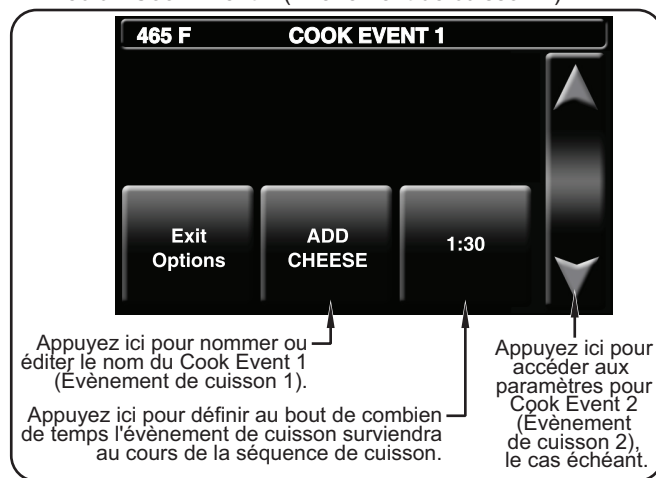 465 F COOK EVENT 1
Exit
Options
ADD
CHEESE
1:30
Appuyez ici pour nommer ou
éditer le nom du Cook Event 1
(Évènement de cuisson 1).
Appuyez ici pour définir au bout de combien
de temps l'évènement de cuisson surviendra
au cours de la séquence de cuisson.
Appuyez ici pour
accéder aux
paramètres pour
Cook Event 2
(Évènement
de cuisson 2),
le cas échéant.